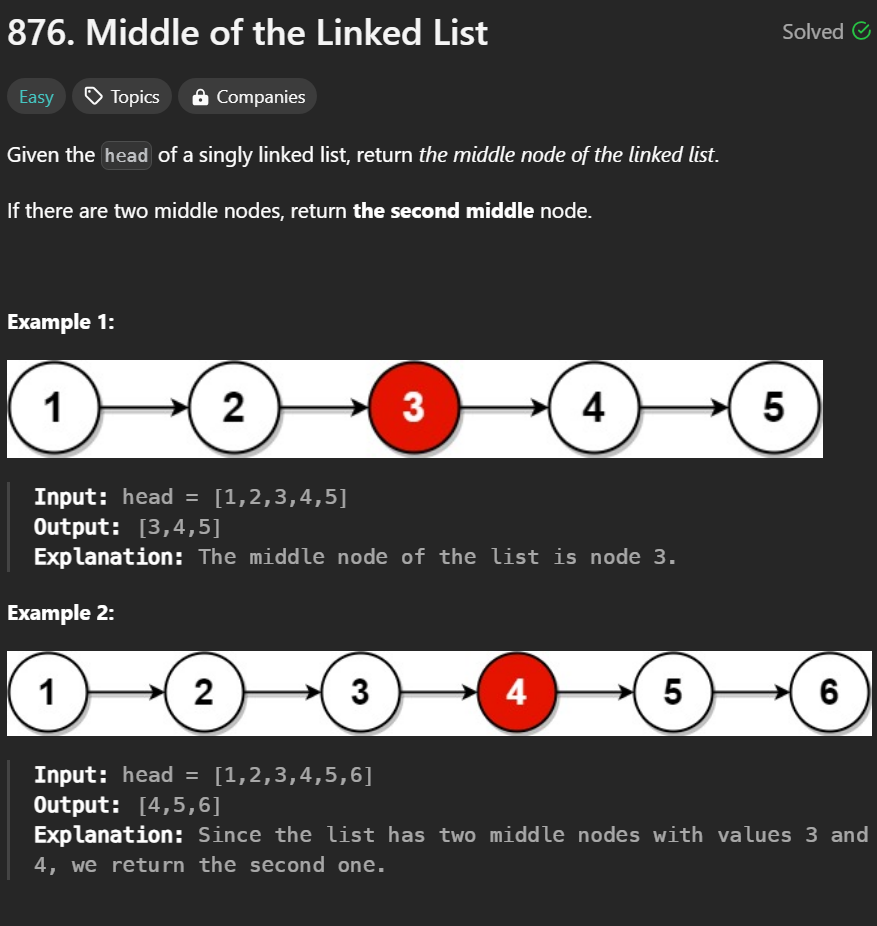 876. Middle of the Linked List
Solved
Easy
Topics
Companies
Given the head of a singly linked list, return the middle node of the linked list.
If there are two middle nodes, return the second middle node.
Example 1:
1 2 3 4 5
Input: head = [1,2,3,4,5]
Output: [3,4,5]
Explanation: The middle node of the list is node 3.
Example 2:
1 2 3 4 5 6
Input: head = [1,2,3,4,5,6]
Output: [4,5,6]
Explanation: Since the list has two middle nodes with values 3 and
4, we return the second one.